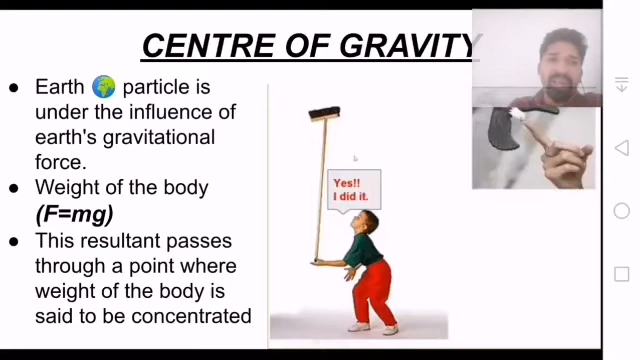 CENTRE OF GRAVITY
● Earth 🌍 particle is
under the influence of
earth's gravitational
force.
● Weight of the body
(F=mg)
● This resultant passes
through a point where
weight of the body is
said to be concentrated
Yes!!
I did it.